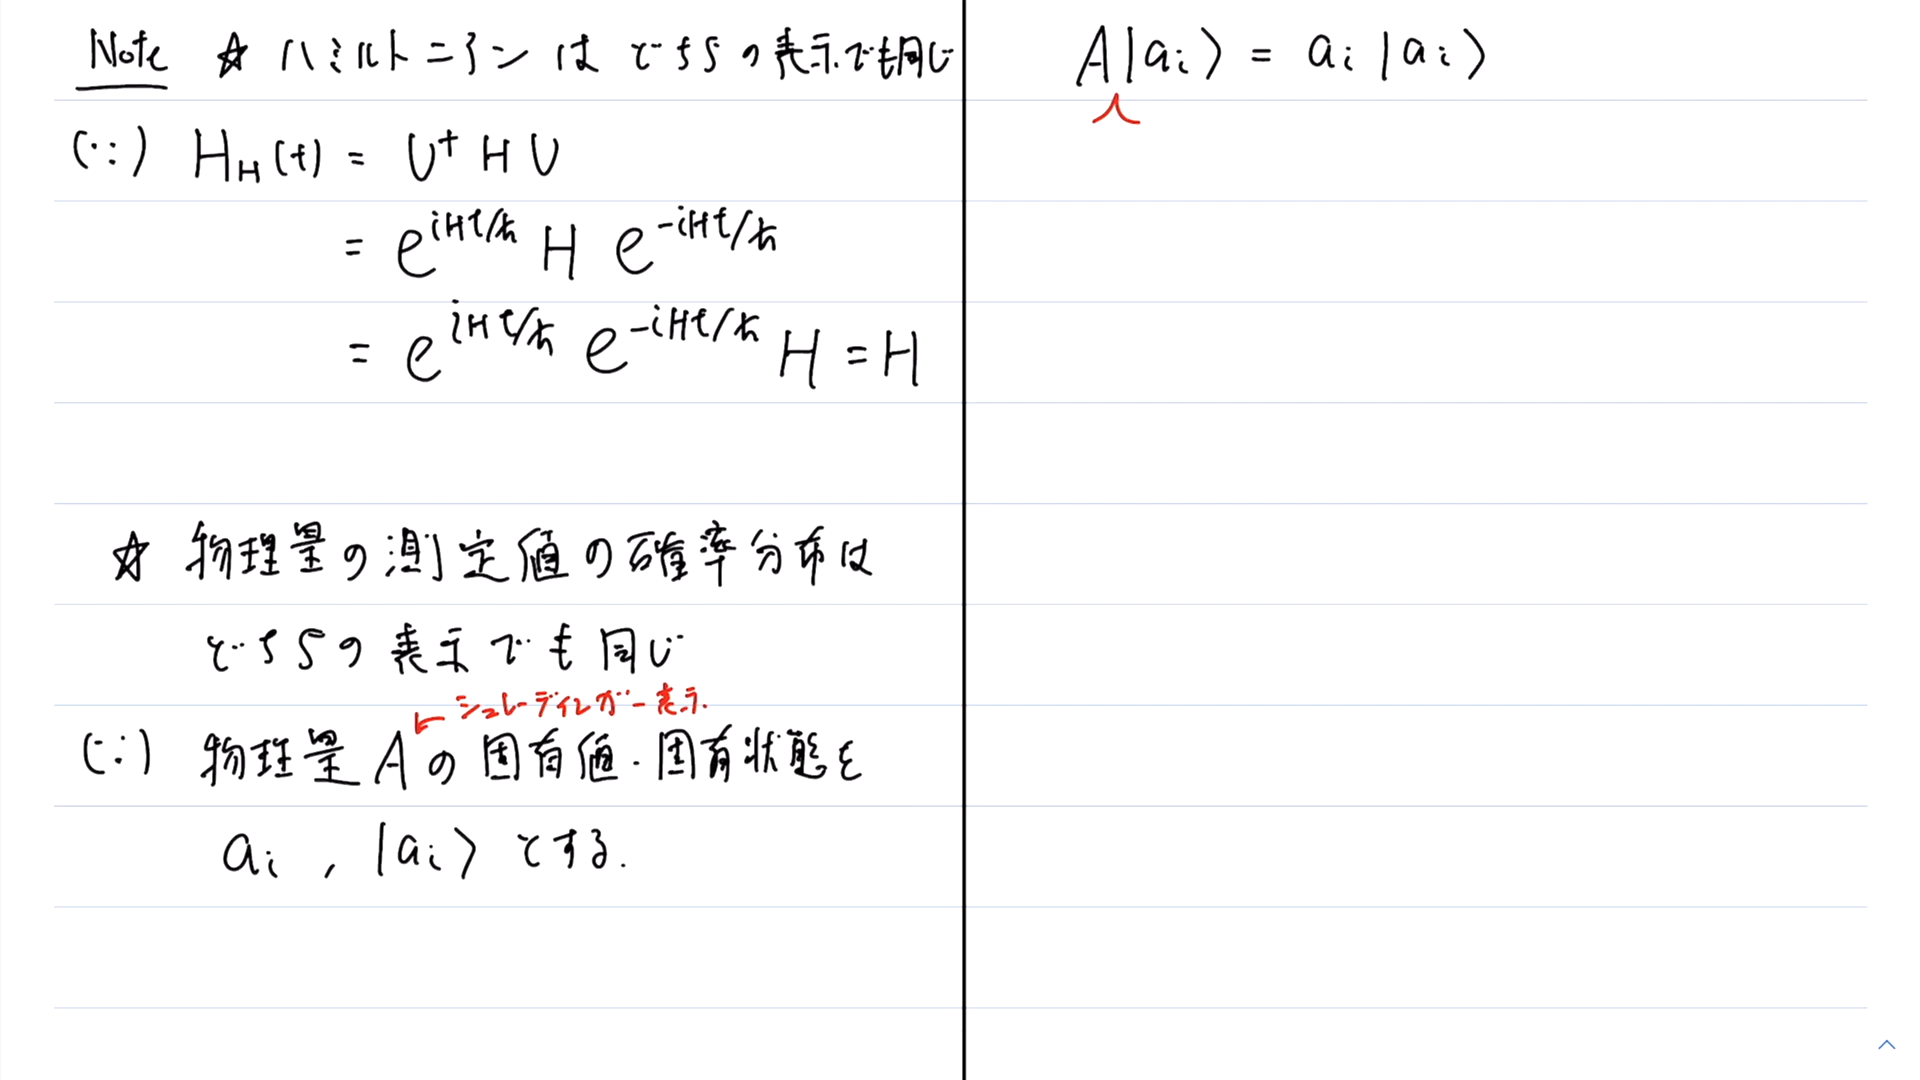 Note ☆ ハミルトニアンはどちらの表示でも同じ
(∵) H_H(t) = U† H U
= e^{iHt/ħ} H e^{-iHt/ħ}
= e^{iHt/ħ} e^{-iHt/ħ} H = H
☆ 物理量の測定値の確率分布は
どちらの表示でも同じ
← シュレーディンガー表示
(∵) 物理量 A の固有値・固有状態を
a_i , |a_i⟩ とする.
A|a_i⟩ = a_i |a_i⟩